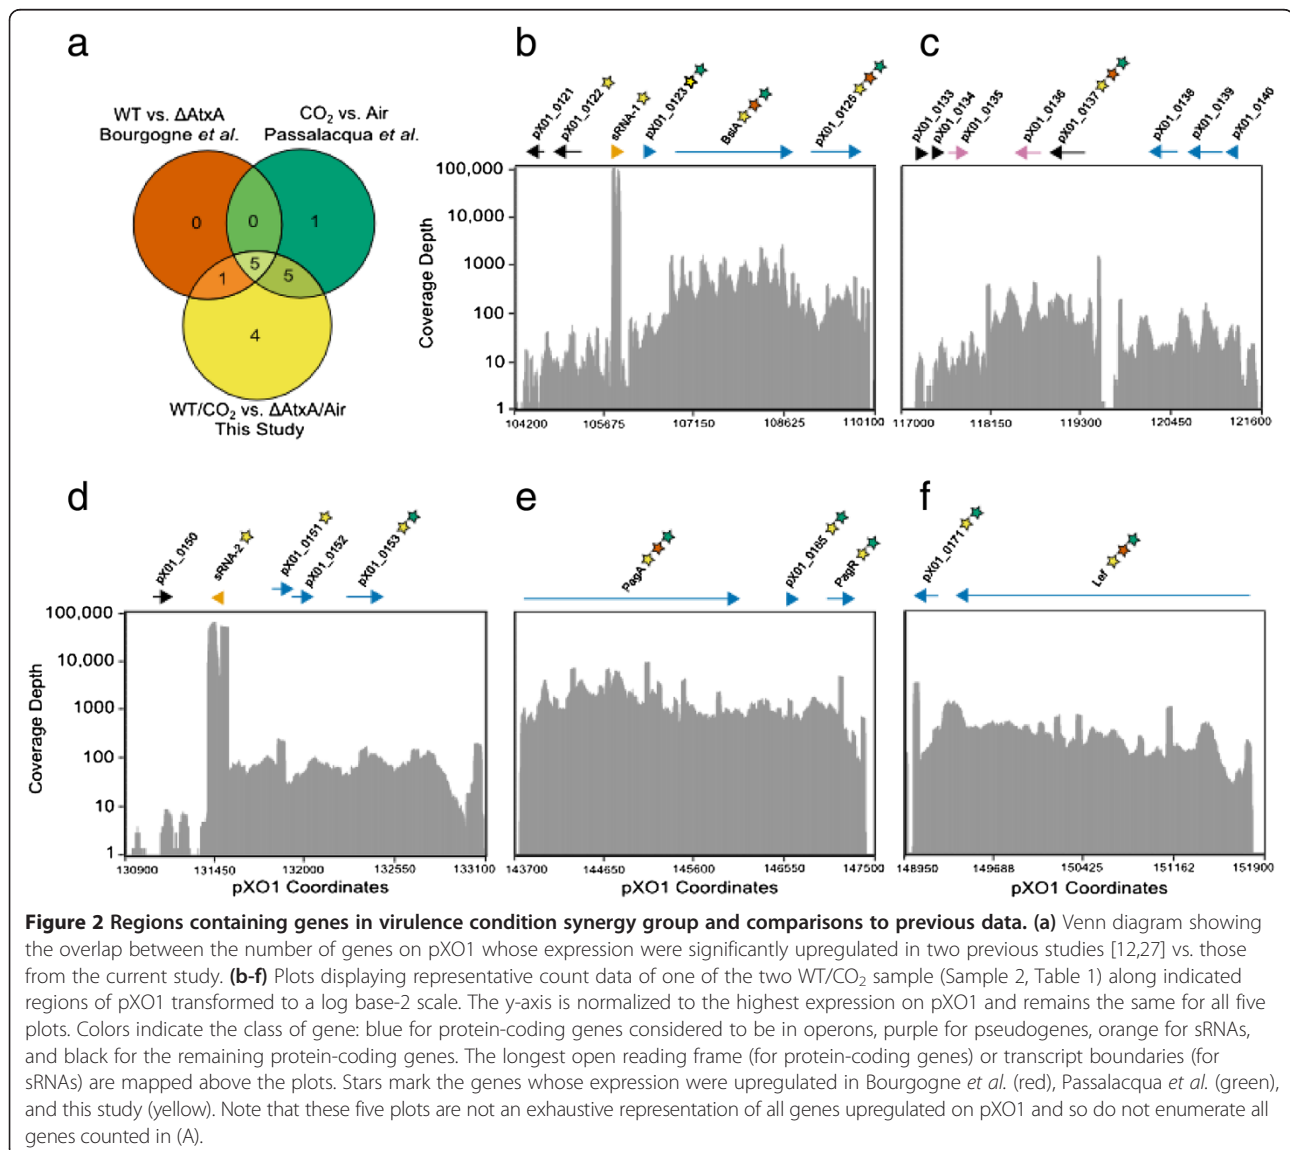 a
WT vs. ΔAtxA
Bourgogne et al.
CO2 vs. Air
Passalacqua et al.
0
0
1
5
1
5
4
WT/CO2 vs. ΔAtxA/Air
This Study
b
pX01_0121
pX01_0122
sRNA-1
pX01_0123
BslA
pX01_0125
Coverage Depth
100,000
10,000
1000
100
10
1
104200
105675
107150
108625
110100
c
pX01_0133
pX01_0134
pX01_0135
pX01_0136
pX01_0137
pX01_0138
pX01_0139
pX01_0140
117000
118150
119300
120450
121600
d
pX01_0150
sRNA-2
pX01_0151
pX01_0152
pX01_0153
Coverage Depth
100,000
10,000
1000
100
10
1
130900
131450
132000
132550
133100
pXO1 Coordinates
e
PagA
pX01_0165
PagR
143700
144650
145600
146550
147500
pXO1 Coordinates
f
pX01_0171
Lef
148950
149688
150425
151162
151900
pXO1 Coordinates
Figure 2 Regions containing genes in virulence condition synergy group and comparisons to previous data. (a) Venn diagram showing
the overlap between the number of genes on pXO1 whose expression were significantly upregulated in two previous studies [12,27] vs. those
from the current study. (b-f) Plots displaying representative count data of one of the two WT/CO2 sample (Sample 2, Table 1) along indicated
regions of pXO1 transformed to a log base-2 scale. The y-axis is normalized to the highest expression on pXO1 and remains the same for all five
plots. Colors indicate the class of gene: blue for protein-coding genes considered to be in operons, purple for pseudogenes, orange for sRNAs,
and black for the remaining protein-coding genes. The longest open reading frame (for protein-coding genes) or transcript boundaries (for
sRNAs) are mapped above the plots. Stars mark the genes whose expression were upregulated in Bourgogne et al. (red), Passalacqua et al. (green),
and this study (yellow). Note that these five plots are not an exhaustive representation of all genes upregulated on pXO1 and so do not enumerate all
genes counted in (A).